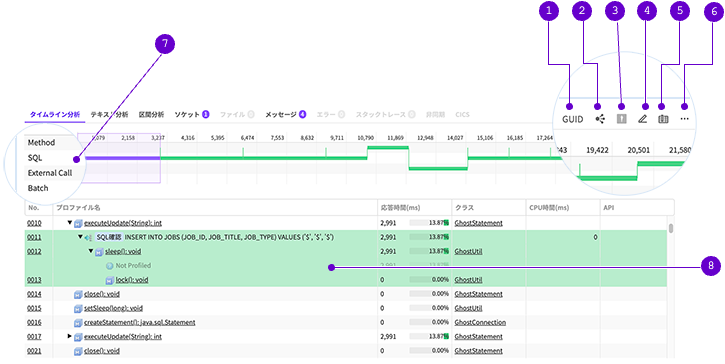 1 2 3 4 5 6
7
GUID
タイムライン分析 テキスト分析 区間分析 ソケット 1 ファイル 0 メッセージ 4 エラー 0 スタックトレース 0 非同期 CICS
1,079 2,158 3,237 4,316 5,395 6,474 7,553 8,632 9,711 10,790 11,869 12,948 14,027 15,106 16,185 17,264
743 19,422 20,501 21,580
Method
SQL
External Call
Batch
No. プロファイル名 応答時間(ms) クラス CPU時間(ms) API
0010 executeUpdate(String): int 2,991 13.87% GhostStatement
0011 SQL確認 INSERT INTO JOBS (JOB_ID, JOB_TITLE, JOB_TYPE) VALUES ('$', '$', '$') 2,991 13.87% 0
0012 sleep(): void 2,991 13.87% GhostUtil
Not Profiled 2,991 13.87%
8
0013 lock(): void 0 0.00% GhostUtil
0014 close(): void 0 0.00% GhostStatement
0015 setSleep(long): void 0 0.00% GhostUtil
0016 createStatement(): java.sql.Statement 0 0.00% GhostConnection
0017 executeUpdate(String): int 2,991 13.87% GhostStatement
0021 close(): void 0 0.00% GhostStatement